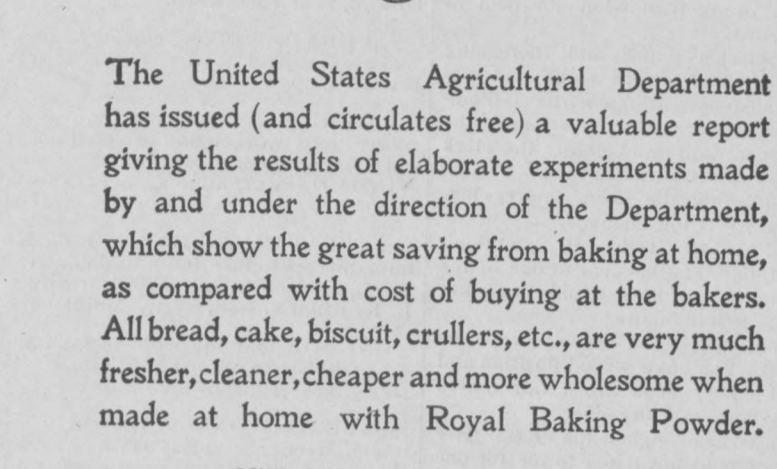 The United States Agricultural Department
has issued (and circulates free) a valuable report
giving the results of elaborate experiments made
by and under the direction of the Department,
which show the great saving from baking at home,
as compared with cost of buying at the bakers.
All bread, cake, biscuit, crullers, etc., are very much
fresher, cleaner, cheaper and more wholesome when
made at home with Royal Baking Powder.